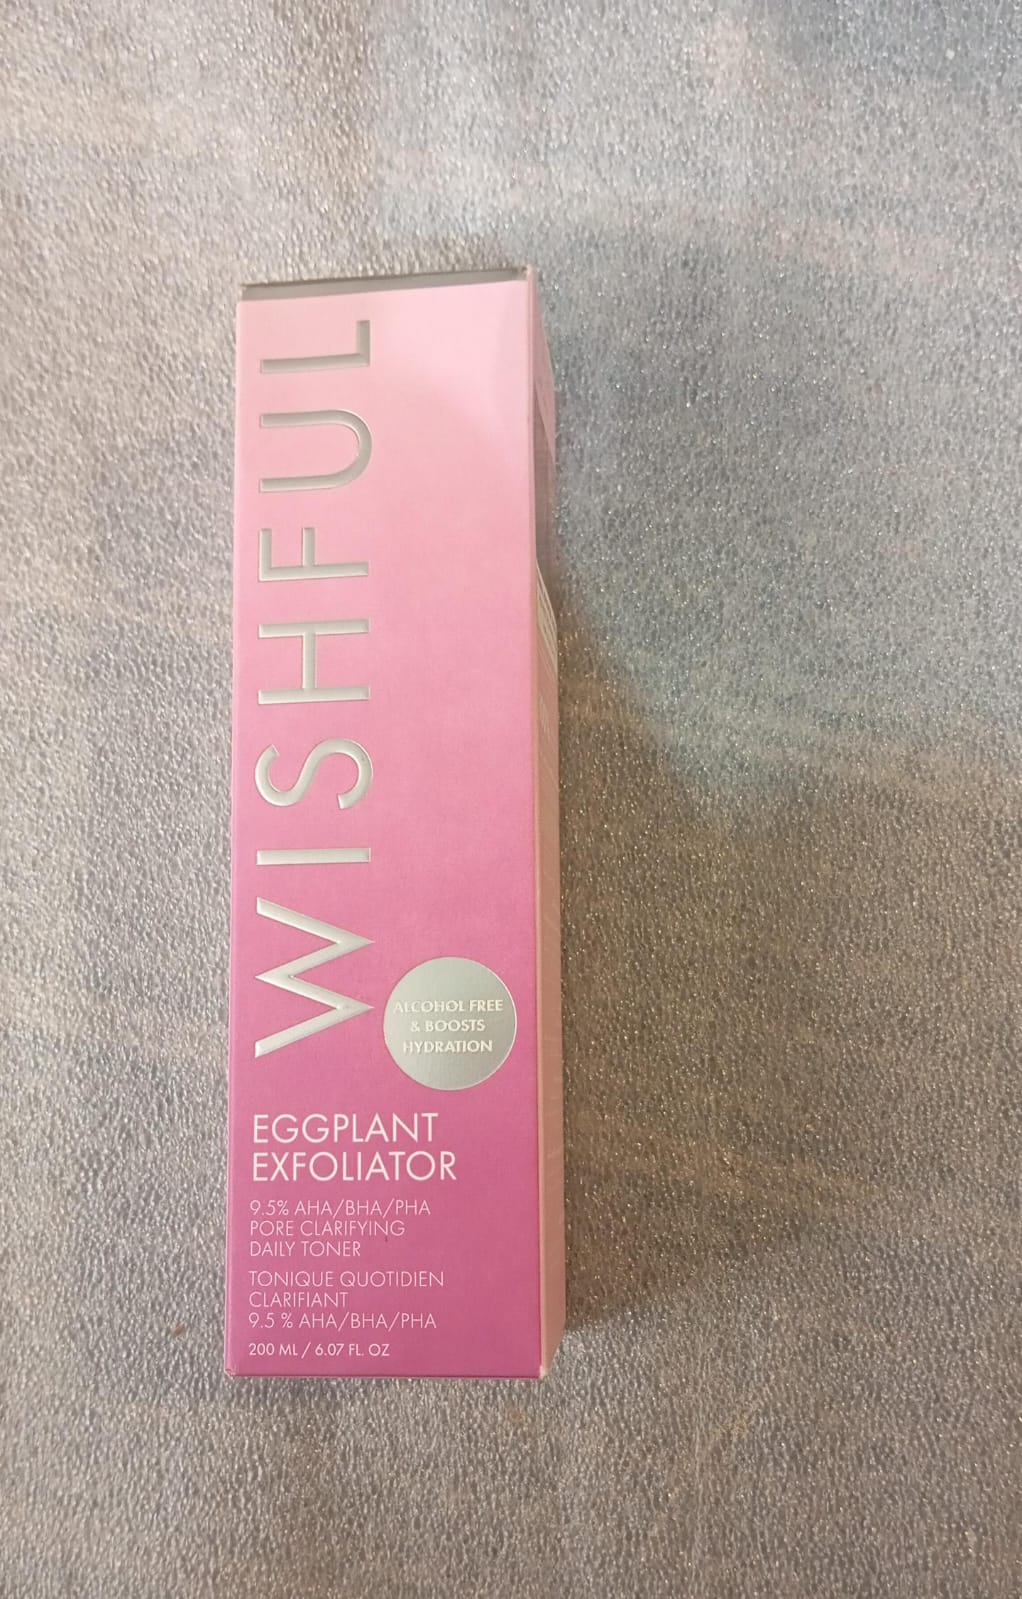 WISHFUL
ALCOHOL FREE
& BOOSTS
HYDRATION
EGGPLANT
EXFOLIATOR
9.5% AHA/BHA/PHA
PORE CLARIFYING
DAILY TONER
TONIQUE QUOTIDIEN
CLARIFIANT
9.5 % AHA/BHA/PHA
200 ML / 6.07 FL. OZ